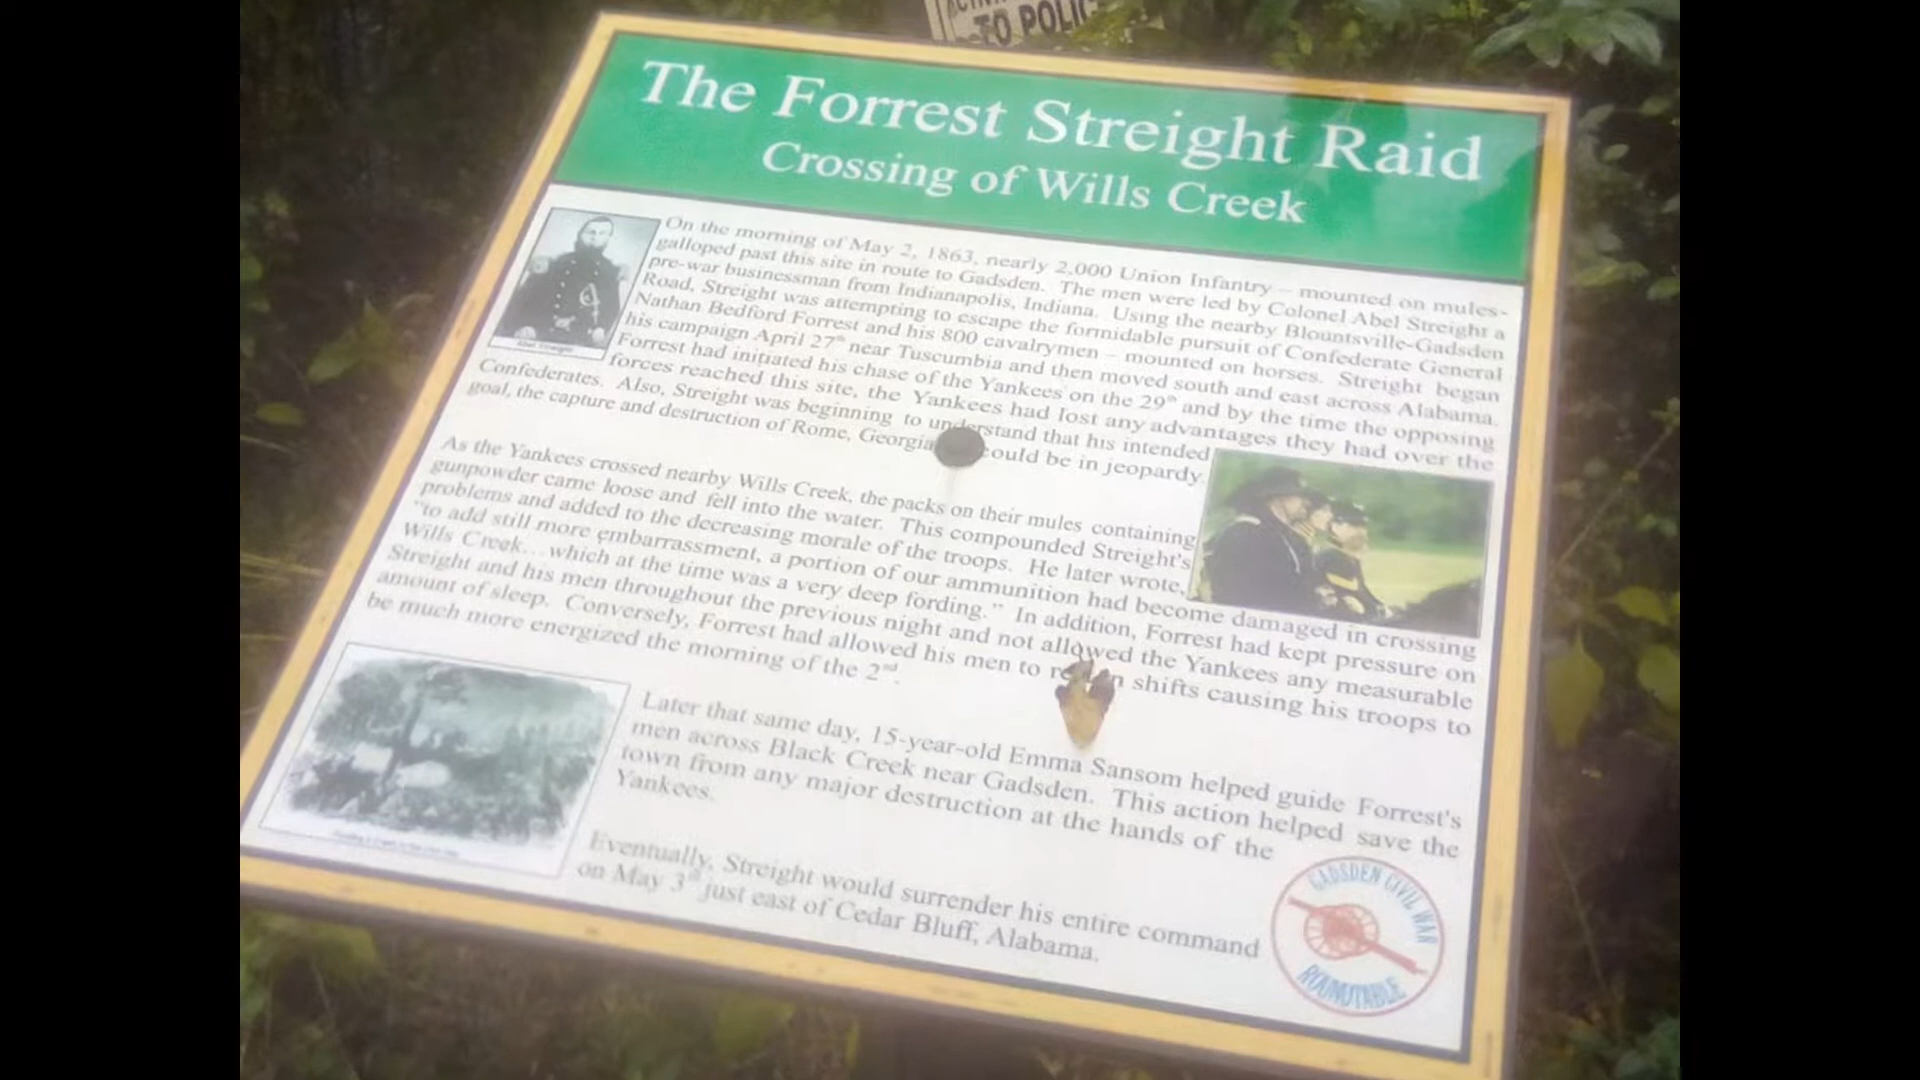 TO POLIC
The Forrest Streight Raid
Crossing of Wills Creek
On the morning of May 2, 1863, nearly 2,000 Union Infantry – mounted on mules-
galloped past this site in route to Gadsden. The men were led by Colonel Abel Streight a
pre-war businessman from Indianapolis, Indiana. Using the nearby Blountsville-Gadsden
Road, Streight was attempting to escape the formidable pursuit of Confederate General
Nathan Bedford Forrest and his 800 cavalrymen – mounted on horses. Streight began
his campaign April 27th near Tuscumbia and then moved south and east across Alabama.
Forrest had initiated his chase of the Yankees on the 29th and by the time the opposing
forces reached this site, the Yankees had lost any advantages they had over the
Confederates. Also, Streight was beginning to understand that his intended
goal, the capture and destruction of Rome, Georgia could be in jeopardy.
Abel Streight
As the Yankees crossed nearby Wills Creek, the packs on their mules containing
gunpowder came loose and fell into the water. This compounded Streight's
problems and added to the decreasing morale of the troops. He later wrote,
"to add still more embarrassment, a portion of our ammunition had become damaged in crossing
Wills Creek...which at the time was a very deep fording." In addition, Forrest had kept pressure on
Streight and his men throughout the previous night and not allowed the Yankees any measurable
amount of sleep. Conversely, Forrest had allowed his men to shifts causing his troops to
be much more energized the morning of the 2nd.
Later that same day, 15-year-old Emma Sansom helped guide Forrest's
men across Black Creek near Gadsden. This action helped save the
town from any major destruction at the hands of the
Yankees.
Eventually, Streight would surrender his entire command
on May 3rd just east of Cedar Bluff, Alabama.
GADSDEN CIVIL WAR
ROUNDTABLE